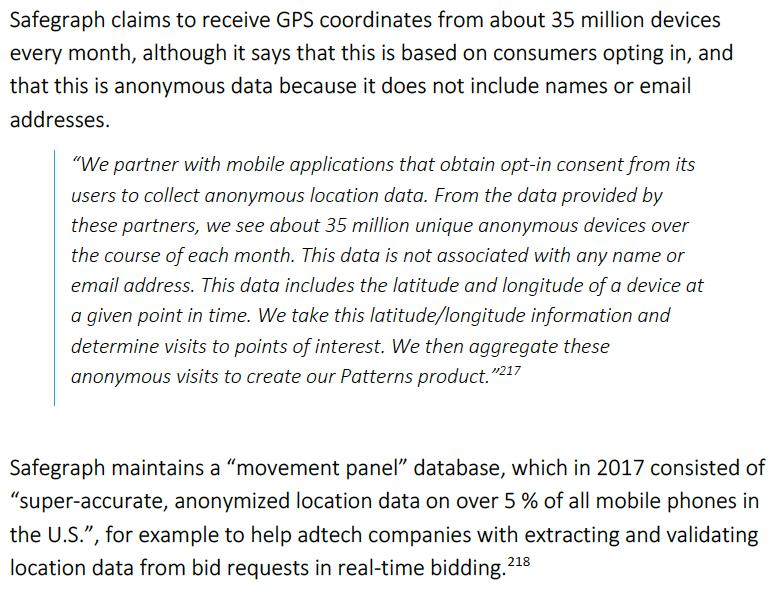 Safegraph claims to receive GPS coordinates from about 35 million devices
every month, although it says that this is based on consumers opting in, and
that this is anonymous data because it does not include names or email
addresses.
“We partner with mobile applications that obtain opt-in consent from its
users to collect anonymous location data. From the data provided by
these partners, we see about 35 million unique anonymous devices over
the course of each month. This data is not associated with any name or
email address. This data includes the latitude and longitude of a device at
a given point in time. We take this latitude/longitude information and
determine visits to points of interest. We then aggregate these
anonymous visits to create our Patterns product.”217
Safegraph maintains a “movement panel” database, which in 2017 consisted of
“super-accurate, anonymized location data on over 5 % of all mobile phones in
the U.S.”, for example to help adtech companies with extracting and validating
location data from bid requests in real-time bidding.218